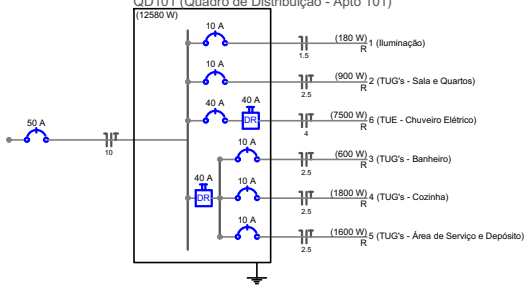 QD101 (Quadro de Distribuição - Apto 101)
(12580 W)
10 A
(180 W) 1 (Iluminação)
1.5 R
10 A
(900 W) 2 (TUG's - Sala e Quartos)
2.5 R
40 A 40 A
DR (7500 W) 6 (TUE - Chuveiro Elétrico)
4 R
50 A
10
10 A
(600 W) 3 (TUG's - Banheiro)
2.5 R
40 A
10 A
DR (1800 W) 4 (TUG's - Cozinha)
2.5 R
10 A
(1600 W) 5 (TUG's - Área de Serviço e Depósito)
2.5 R